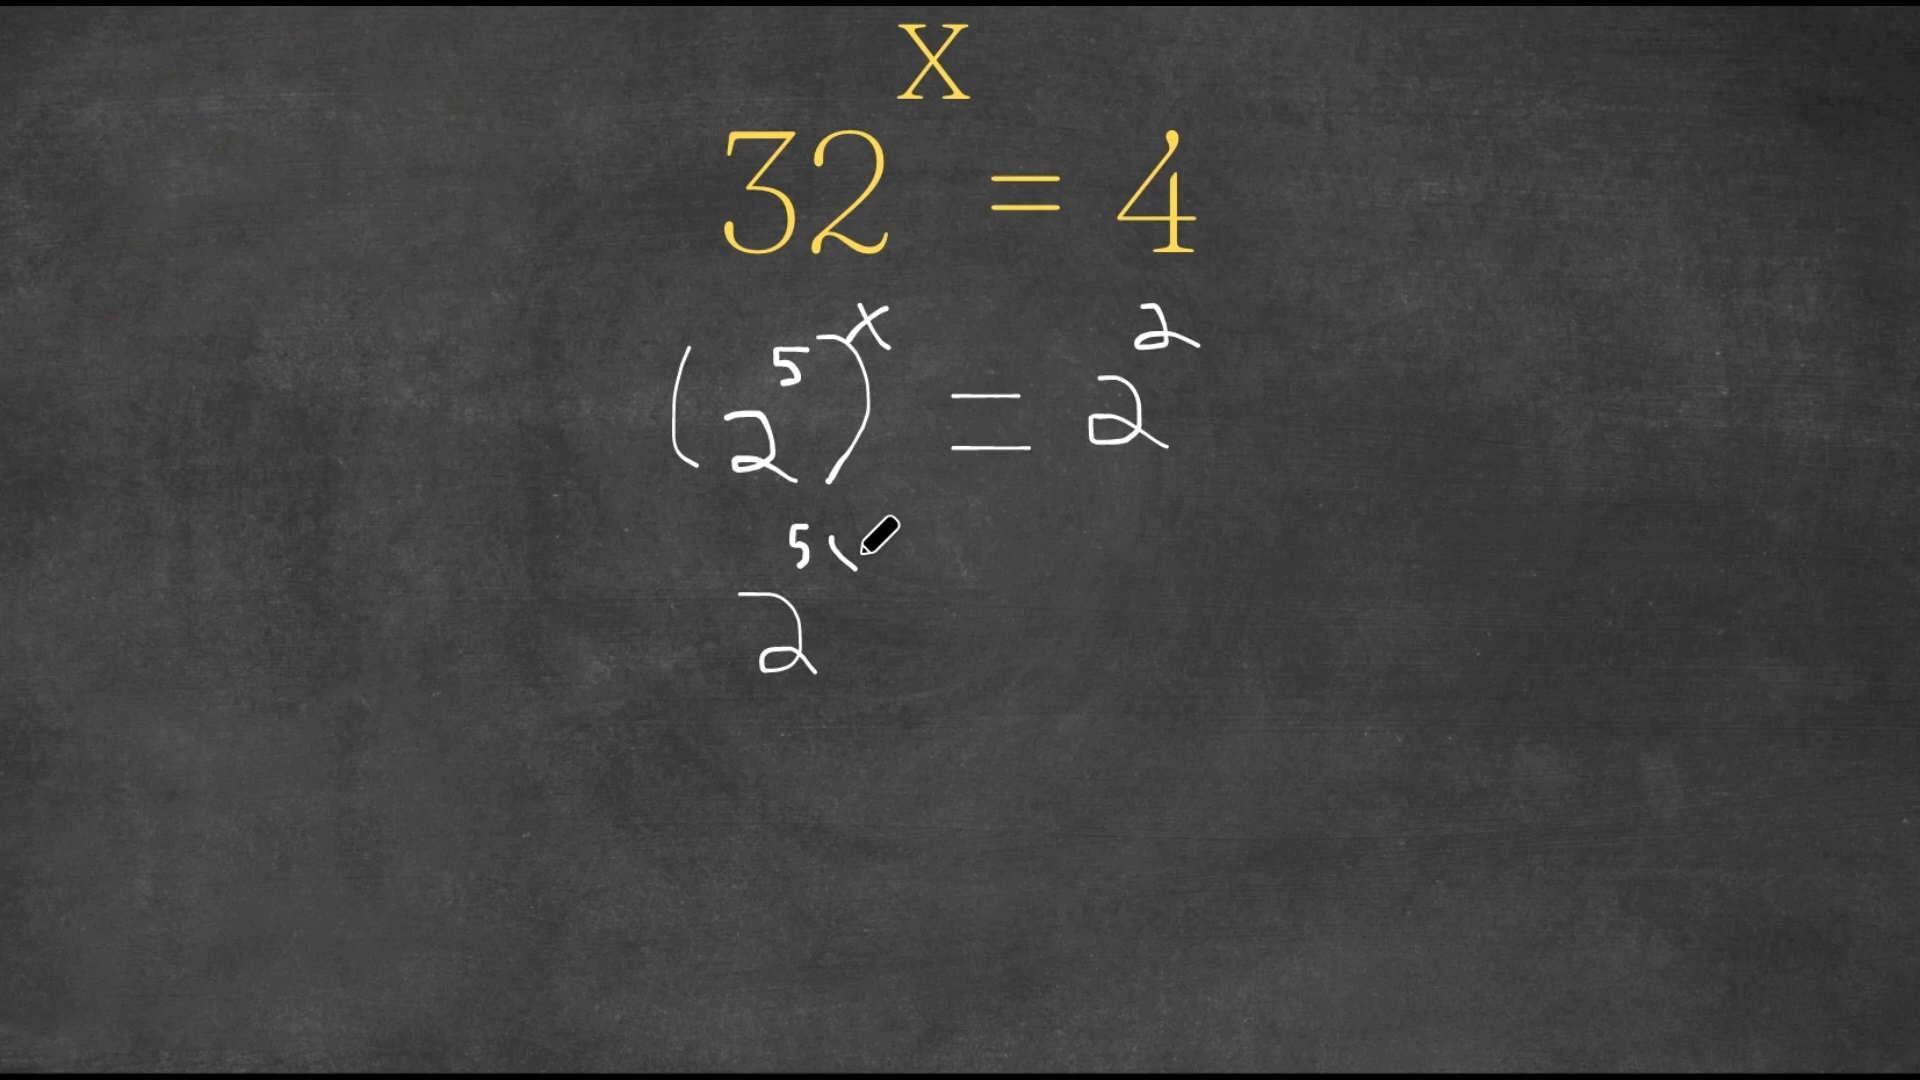 32^X = 4
(2^5)^x = 2^2
2^5